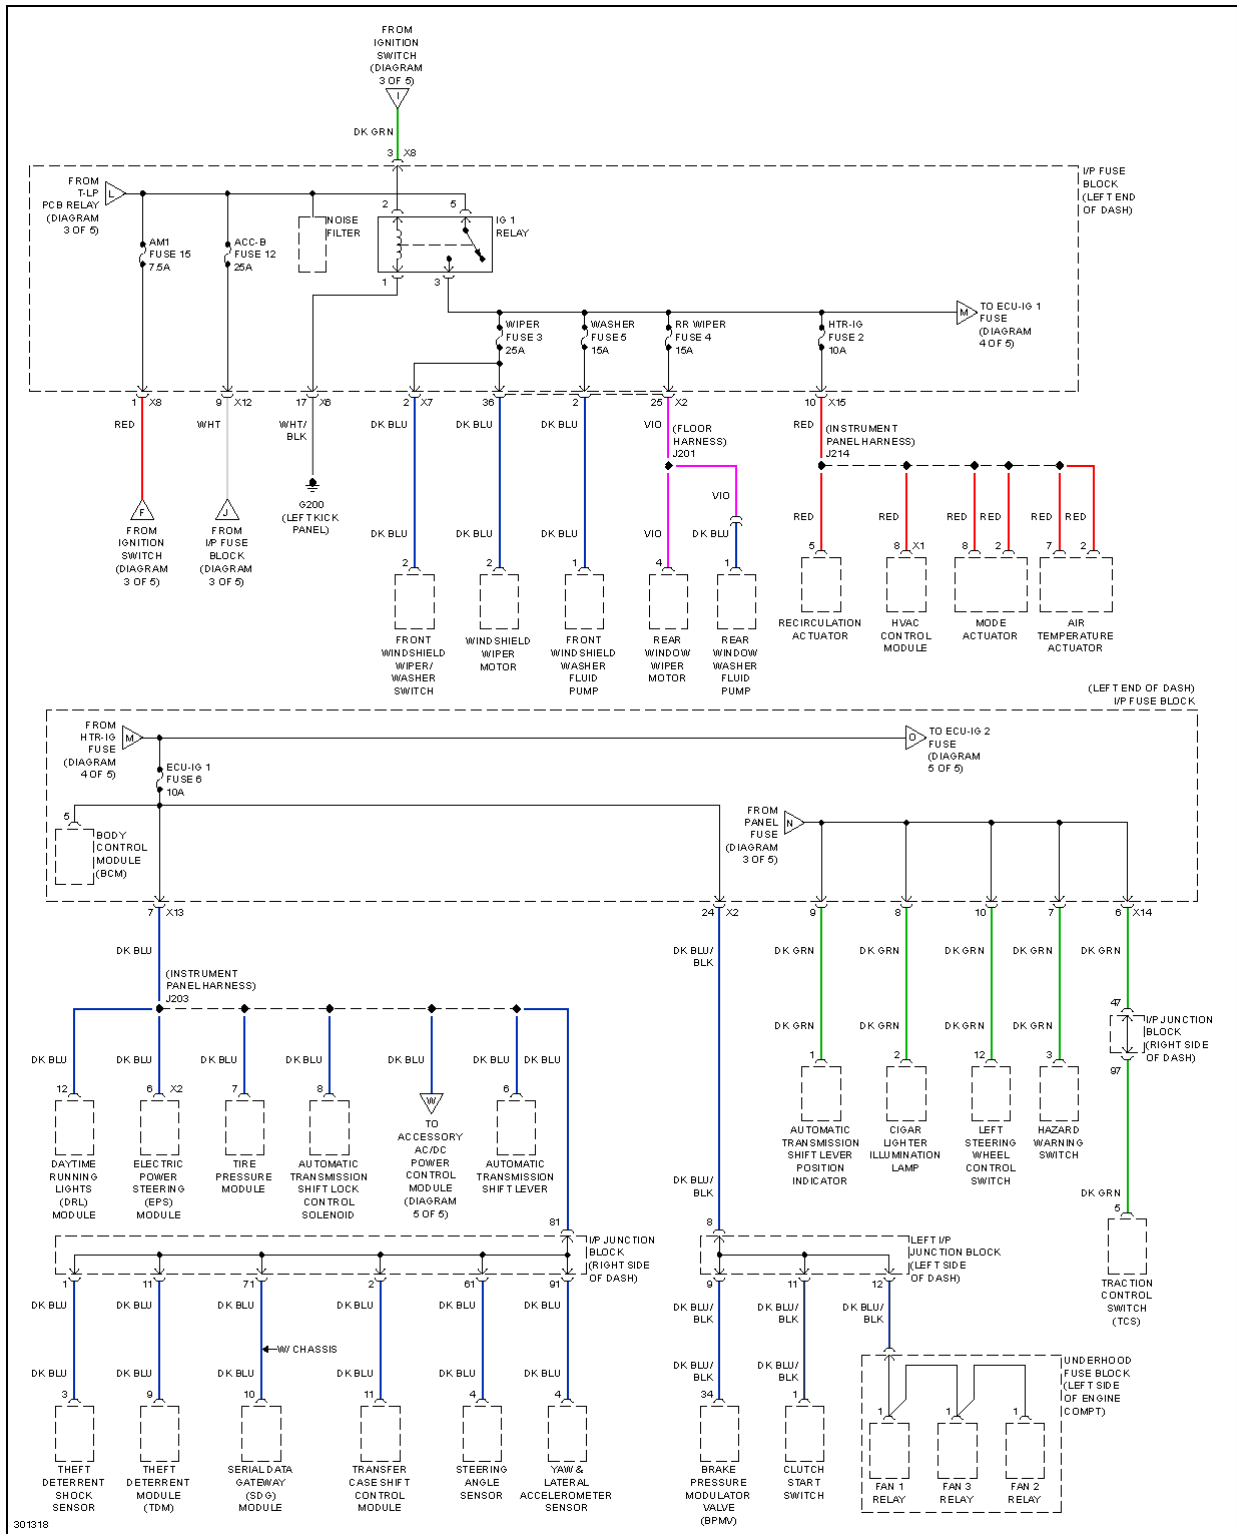 FROM
IGNITION
SWITCH
(DIAGRAM
3 OF 5)
I
DK GRN
3 X8
I/P FUSE
BLOCK
(LEFT END
OF DASH)
FROM
T-LP
PCB RELAY
(DIAGRAM
3 OF 5)
L
AM1
FUSE 15
7.5A
ACC-B
FUSE 12
25A
NOISE
FILTER
2 5
IG 1
RELAY
1 3
WIPER
FUSE 3
25A
WASHER
FUSE 5
15A
RR WIPER
FUSE 4
15A
HTR-IG
FUSE 2
10A
M
TO ECU-IG 1
FUSE
(DIAGRAM
4 OF 5)
1 X8 9 X12 17 X6 2 X7 36 2 25 X2 10 X15
RED WHT WHT/
BLK DK BLU DK BLU DK BLU VIO RED
(FLOOR
HARNESS)
J201
(INSTRUMENT
PANEL HARNESS)
J214
F
FROM
IGNITION
SWITCH
(DIAGRAM
3 OF 5)
J
FROM
I/P FUSE
BLOCK
(DIAGRAM
3 OF 5)
G200
(LEFT KICK
PANEL)
VIO
DK BLU DK BLU DK BLU VIO DK BLU
RED RED RED RED RED RED
2 2 1 4 1 5 8 X1 8 2 7 2
FRONT
WINDSHIELD
WIPER/
WASHER
SWITCH
WINDSHIELD
WIPER
MOTOR
FRONT
WINDSHIELD
WASHER
FLUID
PUMP
REAR
WINDOW
WIPER
MOTOR
REAR
WINDOW
WASHER
FLUID
PUMP
RECIRCULATION
ACTUATOR
HVAC
CONTROL
MODULE
MODE
ACTUATOR
AIR
TEMPERATURE
ACTUATOR
(LEFT END OF DASH)
I/P FUSE BLOCK
FROM
HTR-IG
FUSE
(DIAGRAM
4 OF 5)
M
O
TO ECU-IG 2
FUSE
(DIAGRAM
5 OF 5)
ECU-IG 1
FUSE 6
10A
5
BODY
CONTROL
MODULE
(BCM)
FROM
PANEL
FUSE
(DIAGRAM
3 OF 5)
N
7 X13 24 X2 9 8 10 7 6 X14
DK BLU DK BLU/
BLK DK GRN DK GRN DK GRN DK GRN DK GRN
(INSTRUMENT
PANEL HARNESS)
J203
47
I/P JUNCTION
BLOCK
(RIGHT SIDE
OF DASH)
97
DK GRN DK GRN DK GRN DK GRN
1 2 12 3
DK BLU DK BLU DK BLU DK BLU DK BLU DK BLU DK BLU
12 6 X2 7 8 W 6
DAYTIME
RUNNING
LIGHTS
(DRL)
MODULE
ELECTRIC
POWER
STEERING
(EPS)
MODULE
TIRE
PRESSURE
MODULE
AUTOMATIC
TRANSMISSION
SHIFT LOCK
CONTROL
SOLENOID
TO
ACCESSORY
AC/DC
POWER
CONTROL
MODULE
(DIAGRAM
5 OF 5)
AUTOMATIC
TRANSMISSION
SHIFT LEVER
AUTOMATIC
TRANSMISSION
SHIFT LEVER
POSITION
INDICATOR
CIGAR
LIGHTER
ILLUMINATION
LAMP
LEFT
STEERING
WHEEL
CONTROL
SWITCH
HAZARD
WARNING
SWITCH
DK BLU/
BLK
DK GRN
5
TRACTION
CONTROL
SWITCH
(TCS)
81
I/P JUNCTION
BLOCK
(RIGHT SIDE
OF DASH)
8
LEFT I/P
JUNCTION BLOCK
(LEFT SIDE
OF DASH)
1 11 71 2 61 91 9 11 12
DK BLU DK BLU DK BLU DK BLU DK BLU DK BLU DK BLU/
BLK DK BLU/
BLK DK BLU/
BLK
W/ CHASSIS
DK BLU DK BLU DK BLU DK BLU DK BLU DK BLU DK BLU/
BLK DK BLU/
BLK
3 9 10 11 4 4 34 1
UNDERHOOD
FUSE BLOCK
(LEFT SIDE
OF ENGINE
COMPT)
1 1 1
THEFT
DETERRENT
SHOCK
SENSOR
THEFT
DETERRENT
MODULE
(TDM)
SERIAL DATA
GATEWAY
(SDG)
MODULE
TRANSFER
CASE SHIFT
CONTROL
MODULE
STEERING
ANGLE
SENSOR
YAW &
LATERAL
ACCELEROMETER
SENSOR
BRAKE
PRESSURE
MODULATOR
VALVE
(BPMV)
CLUTCH
START
SWITCH
FAN 1
RELAY
FAN 3
RELAY
FAN 2
RELAY
301318